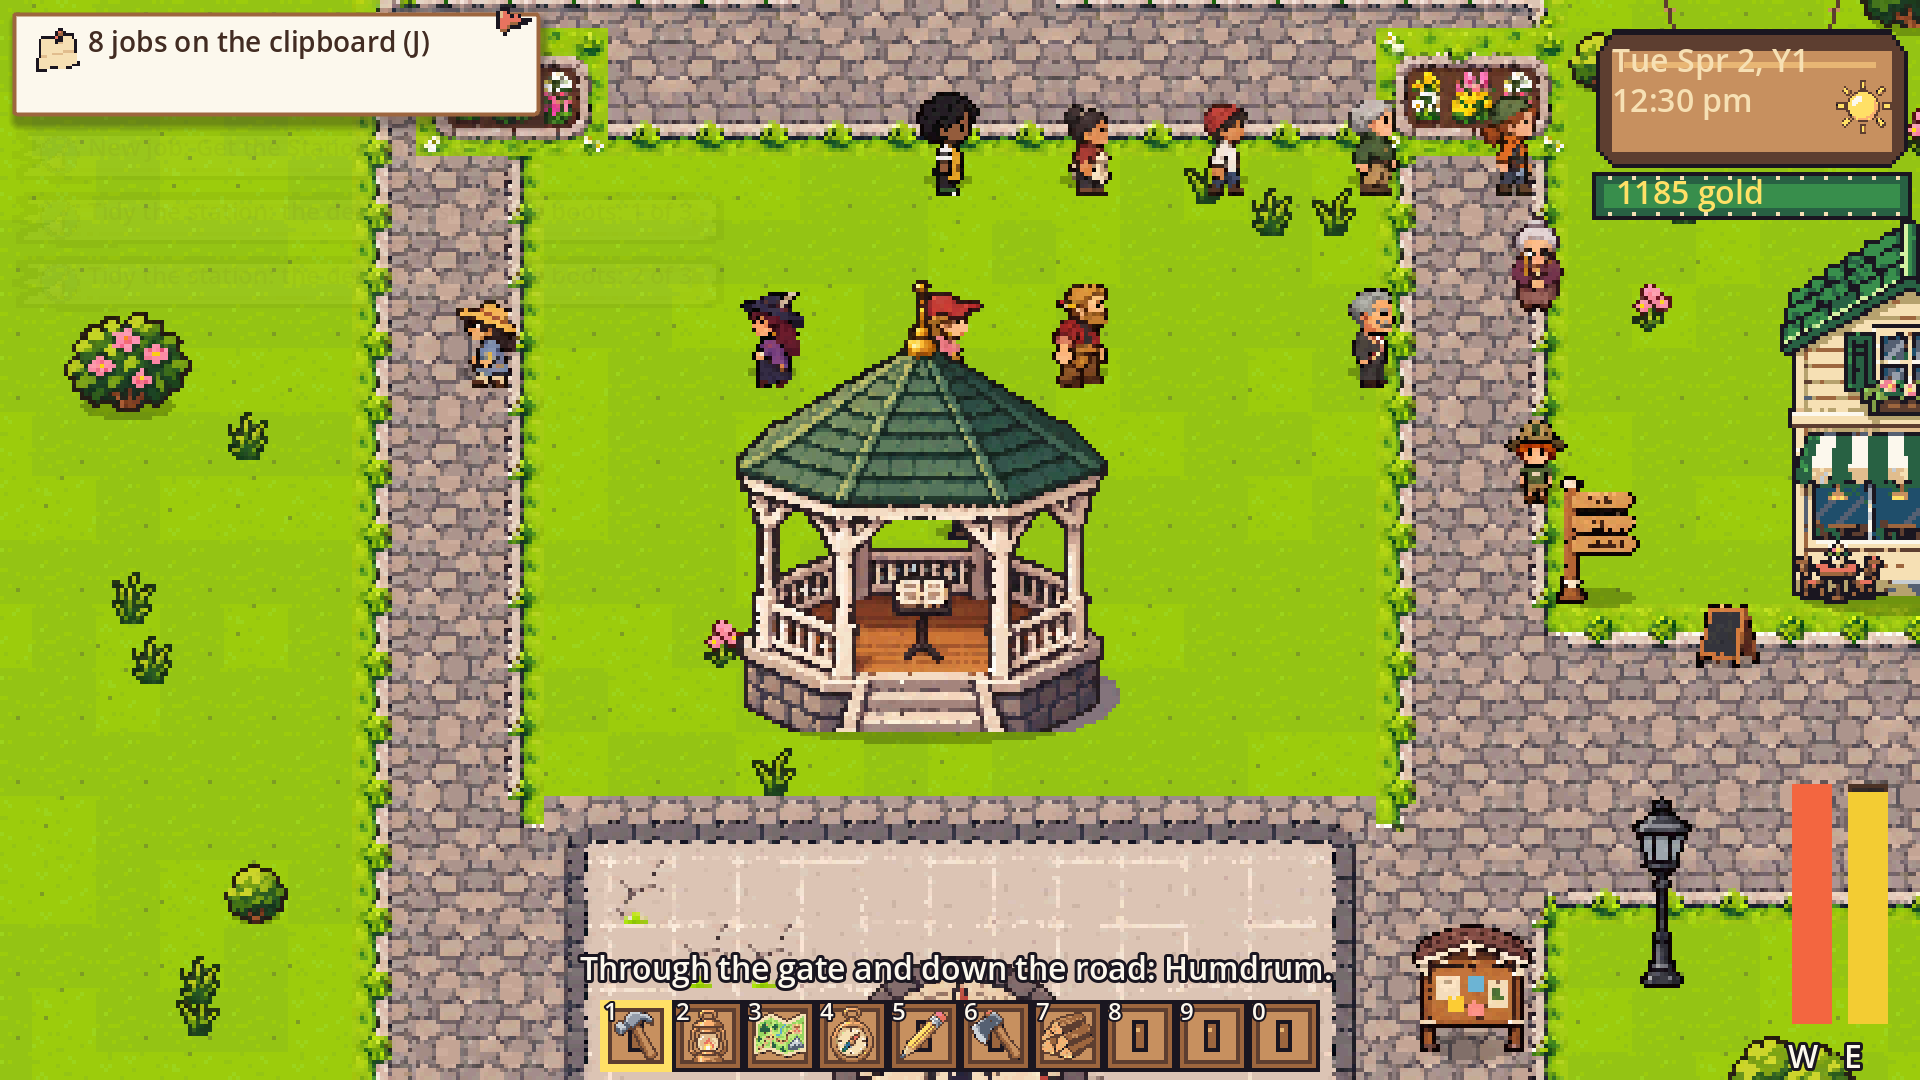 8 jobs on the clipboard (J)
Tue Spr 2, Y1
12:30 pm
1185 gold
Through the gate and down the road: Humdrum.
1 2 3 4 5 6 7 8 9 0
W E